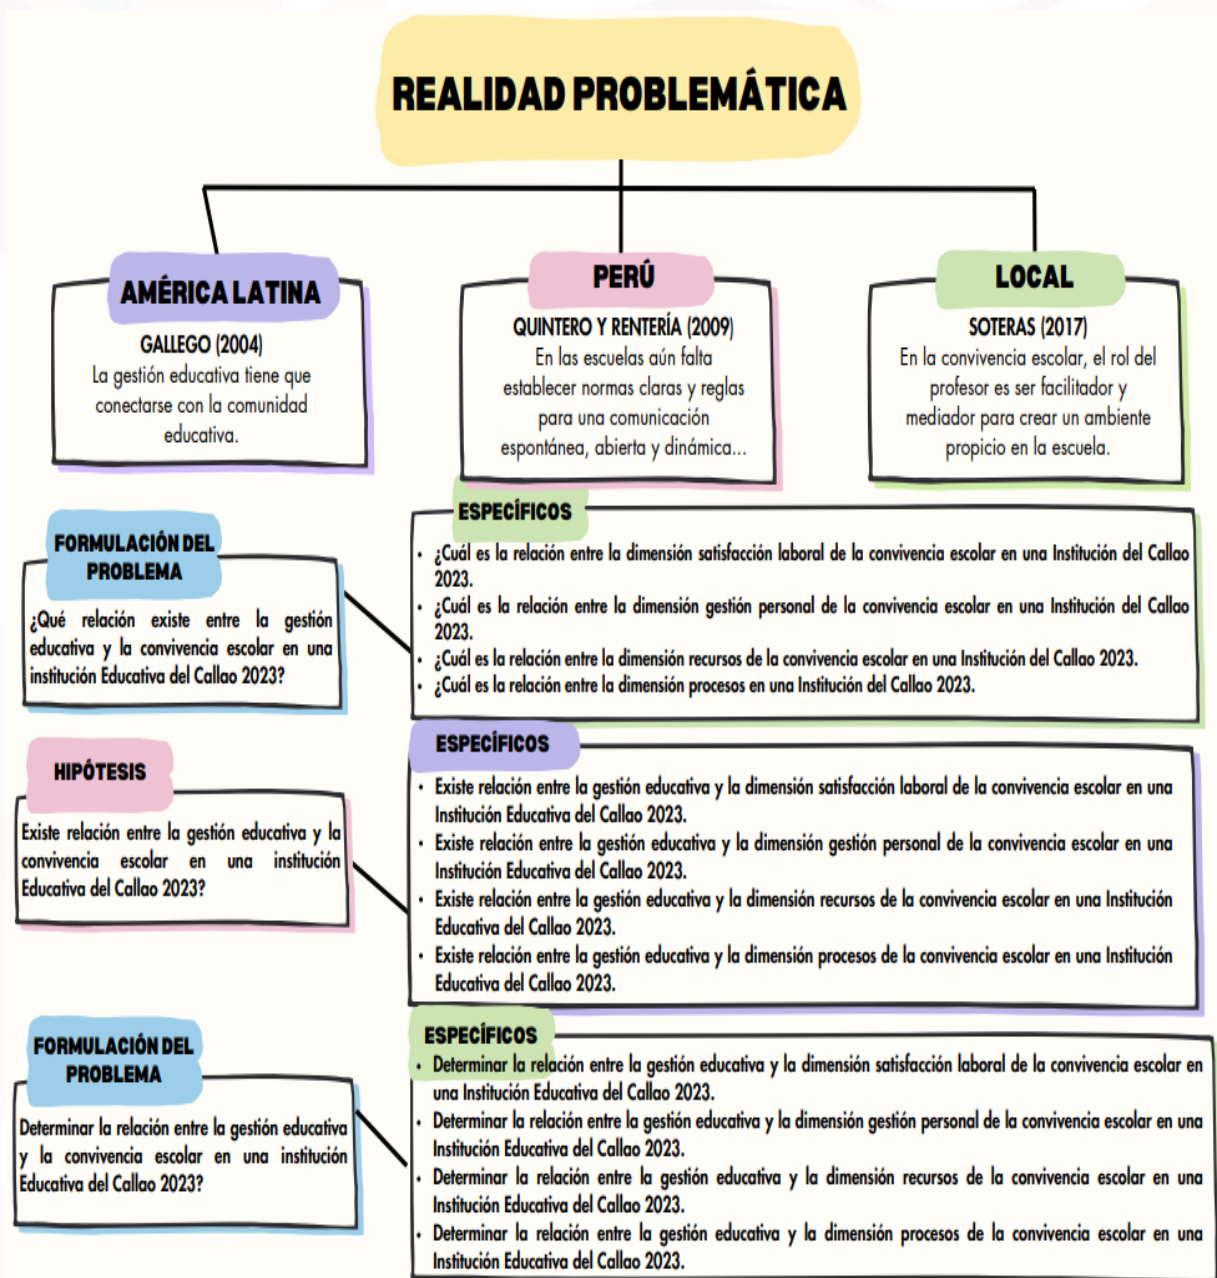 REALIDAD PROBLEMÁTICA
AMÉRICA LATINA
GALLEGO (2004)
La gestión educativa tiene que
conectarse con la comunidad
educativa.
PERÚ
QUINTERO Y RENTERÍA (2009)
En las escuelas aún falta
establecer normas claras y reglas
para una comunicación
espontánea, abierta y dinámica...
LOCAL
SOTERAS (2017)
En la convivencia escolar, el rol del
profesor es ser facilitador y
mediador para crear un ambiente
propicio en la escuela.
FORMULACIÓN DEL
PROBLEMA
¿Qué relación existe entre la gestión
educativa y la convivencia escolar en una
institución Educativa del Callao 2023?
ESPECÍFICOS
• ¿Cuál es la relación entre la dimensión satisfacción laboral de la convivencia escolar en una Institución del Callao
2023.
• ¿Cuál es la relación entre la dimensión gestión personal de la convivencia escolar en una Institución del Callao
2023.
• ¿Cuál es la relación entre la dimensión recursos de la convivencia escolar en una Institución del Callao 2023.
• ¿Cuál es la relación entre la dimensión procesos en una Institución del Callao 2023.
HIPÓTESIS
Existe relación entre la gestión educativa y la
convivencia escolar en una institución
Educativa del Callao 2023?
ESPECÍFICOS
• Existe relación entre la gestión educativa y la dimensión satisfacción laboral de la convivencia escolar en una
Institución Educativa del Callao 2023.
• Existe relación entre la gestión educativa y la dimensión gestión personal de la convivencia escolar en una
Institución Educativa del Callao 2023.
• Existe relación entre la gestión educativa y la dimensión recursos de la convivencia escolar en una Institución
Educativa del Callao 2023.
• Existe relación entre la gestión educativa y la dimensión procesos de la convivencia escolar en una Institución
Educativa del Callao 2023.
FORMULACIÓN DEL
PROBLEMA
Determinar la relación entre la gestión educativa
y la convivencia escolar en una institución
Educativa del Callao 2023?
ESPECÍFICOS
• Determinar la relación entre la gestión educativa y la dimensión satisfacción laboral de la convivencia escolar en
una Institución Educativa del Callao 2023.
• Determinar la relación entre la gestión educativa y la dimensión gestión personal de la convivencia escolar en una
Institución Educativa del Callao 2023.
• Determinar la relación entre la gestión educativa y la dimensión recursos de la convivencia escolar en una
Institución Educativa del Callao 2023.
• Determinar la relación entre la gestión educativa y la dimensión procesos de la convivencia escolar en una
Institución Educativa del Callao 2023.